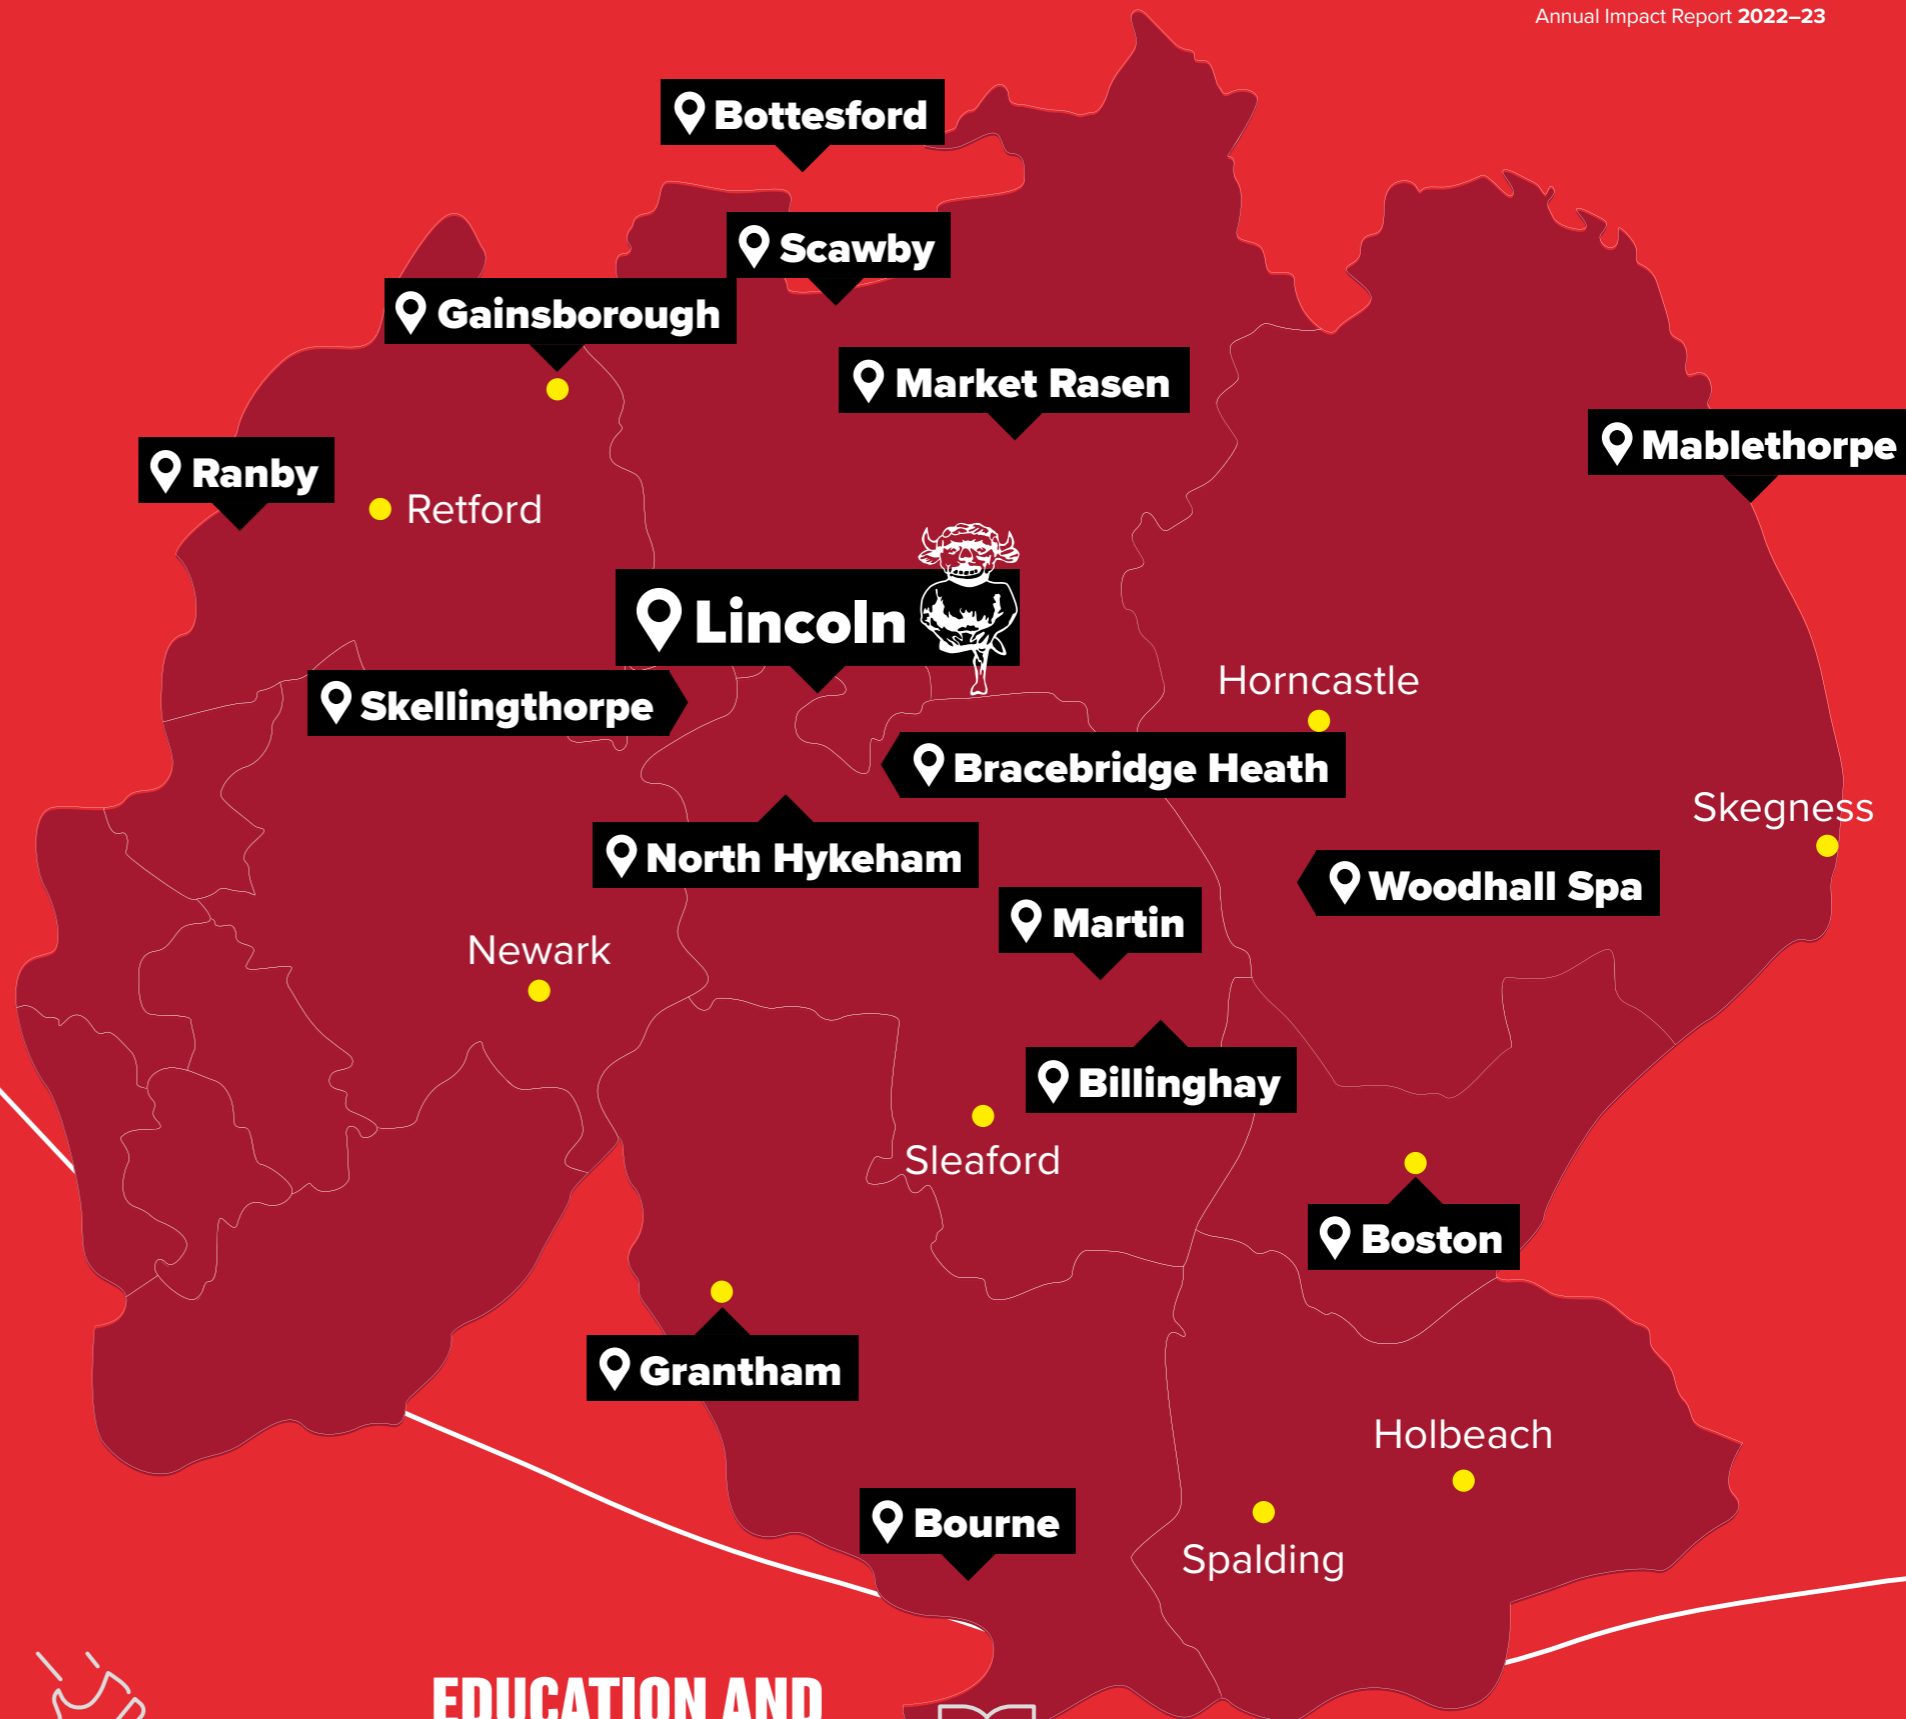 Annual Impact Report 2022–23
Bottesford
Scawby
Gainsborough
Market Rasen
Mablethorpe
Ranby
Retford
Lincoln
Horncastle
Skellingthorpe
Bracebridge Heath
Skegness
North Hykeham
Woodhall Spa
Martin
Newark
Billinghay
Sleaford
Boston
Grantham
Holbeach
Bourne
Spalding
EDUCATION AND